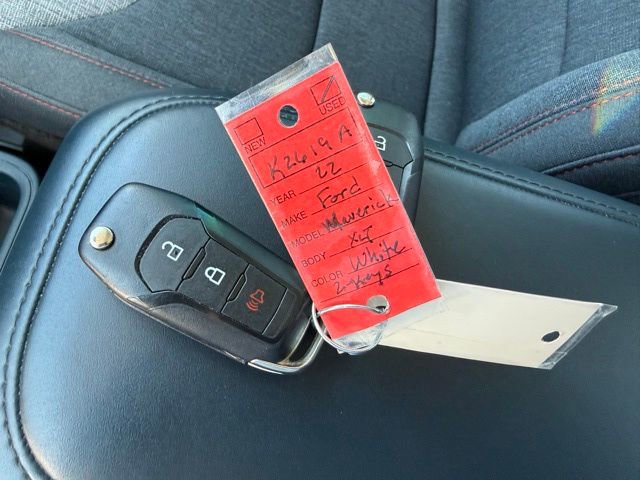 NEW USED
K2619A
YEAR 22
MAKE Ford
MODEL Maverick
BODY XLT
COLOR White
2-Keys